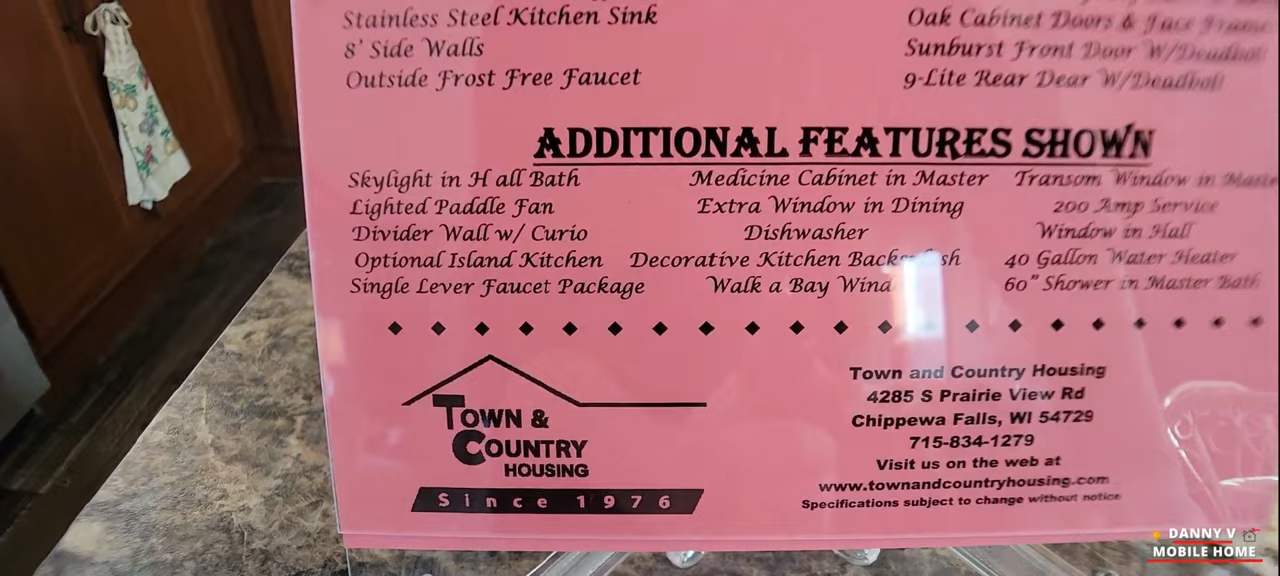 Stainless Steel Kitchen Sink
8' Side Walls
Outside Frost Free Faucet
Oak Cabinet Doors & Face Frame
Sunburst Front Door W/Deadbolt
9-Lite Rear Dear W/Deadbolt
ADDITIONAL FEATURES SHOWN
Skylight in H all Bath Medicine Cabinet in Master Transom Window in Master
Lighted Paddle Fan Extra Window in Dining 200 Amp Service
Divider Wall w/ Curio Dishwasher Window in Hall
Optional Island Kitchen Decorative Kitchen Backsplash 40 Gallon Water Heater
Single Lever Faucet Package Walk a Bay Wind 60" Shower in Master Bath
TOWN &
COUNTRY
HOUSING
Since 1976
Town and Country Housing
4285 S Prairie View Rd
Chippewa Falls, WI 54729
715-834-1279
Visit us on the web at
www.townandcountryhousing.com
Specifications subject to change without notice
DANNY V
MOBILE HOME